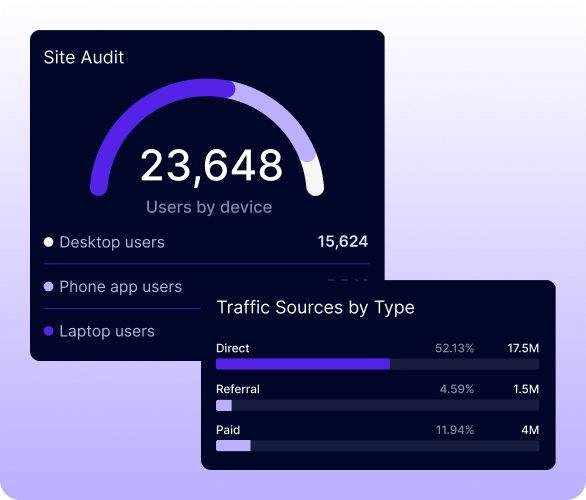 Site Audit
23,648
Users by device
Desktop users 15,624
Phone app users
Laptop users
Traffic Sources by Type
Direct 52.13% 17.5M
Referral 4.59% 1.5M
Paid 11.94% 4M